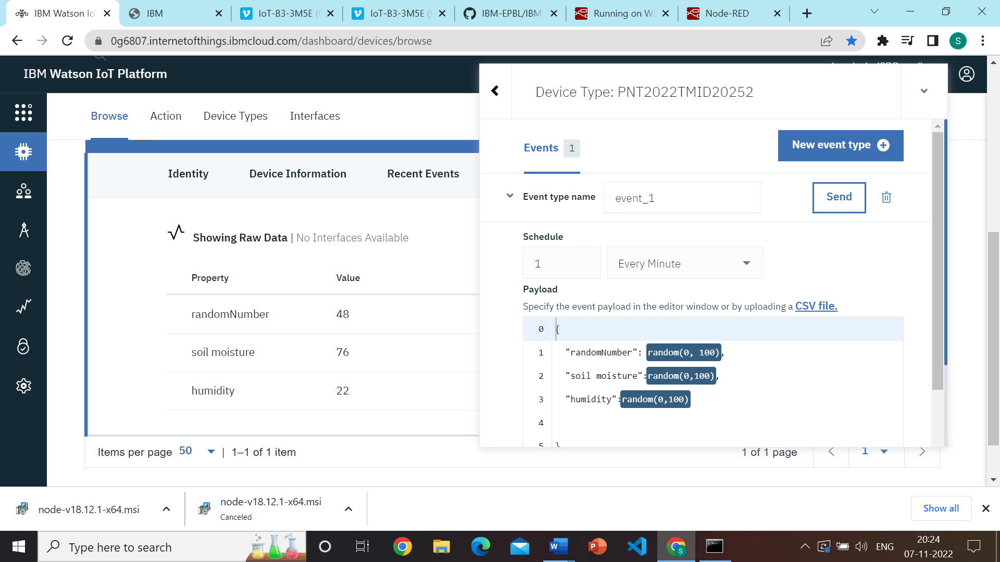 IBM Watson Io
IBM
IoT-B3-3M5E (
IoT-B3-3M5E (
IBM-EPBL/IBM-
Running on Wi
Node-RED
0g6807.internetofthings.ibmcloud.com/dashboard/devices/browse
S
IBM Watson IoT Platform
Browse
Action
Device Types
Interfaces
Identity
Device Information
Recent Events
Showing Raw Data | No Interfaces Available
Property
Value
randomNumber
48
soil moisture
76
humidity
22
Items per page 50 | 1–1 of 1 item
1 of 1 page
1
Device Type: PNT2022TMID20252
Events 1
New event type
Event type name
event_1
Send
Schedule
1
Every Minute
Payload
Specify the event payload in the editor window or by uploading a CSV file.
0 {
1 "randomNumber": random(0, 100),
2 "soil moisture":random(0,100),
3 "humidity":random(0,100)
4
5 }
node-v18.12.1-x64.msi
node-v18.12.1-x64.msi
Canceled
Show all
Type here to search
ENG
20:24
07-11-2022